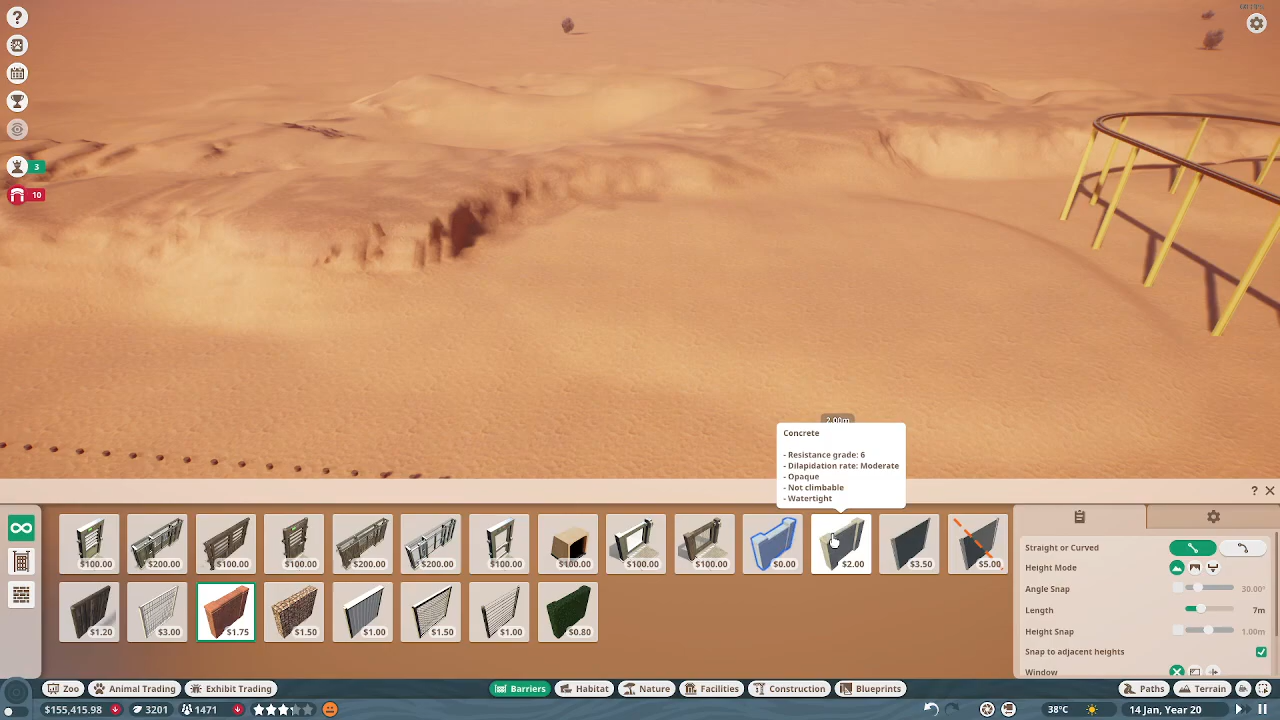 ?
3
10
2.00m
Concrete
- Resistance grade: 6
- Dilapidation rate: Moderate
- Opaque
- Not climbable
- Watertight
?
$100.00
$200.00
$100.00
$100.00
$200.00
$200.00
$100.00
$100.00
$100.00
$100.00
$0.00
$2.00
$3.50
$5.00
$1.20
$3.00
$1.75
$1.50
$1.00
$1.50
$1.00
$0.80
Straight or Curved
Height Mode
Angle Snap 30.00°
Length 7m
Height Snap 1.00m
Snap to adjacent heights
Window
Zoo
Animal Trading
Exhibit Trading
Barriers
Habitat
Nature
Facilities
Construction
Blueprints
Paths
Terrain
$155,415.98
3201
1471
38°C
14 Jan, Year 20